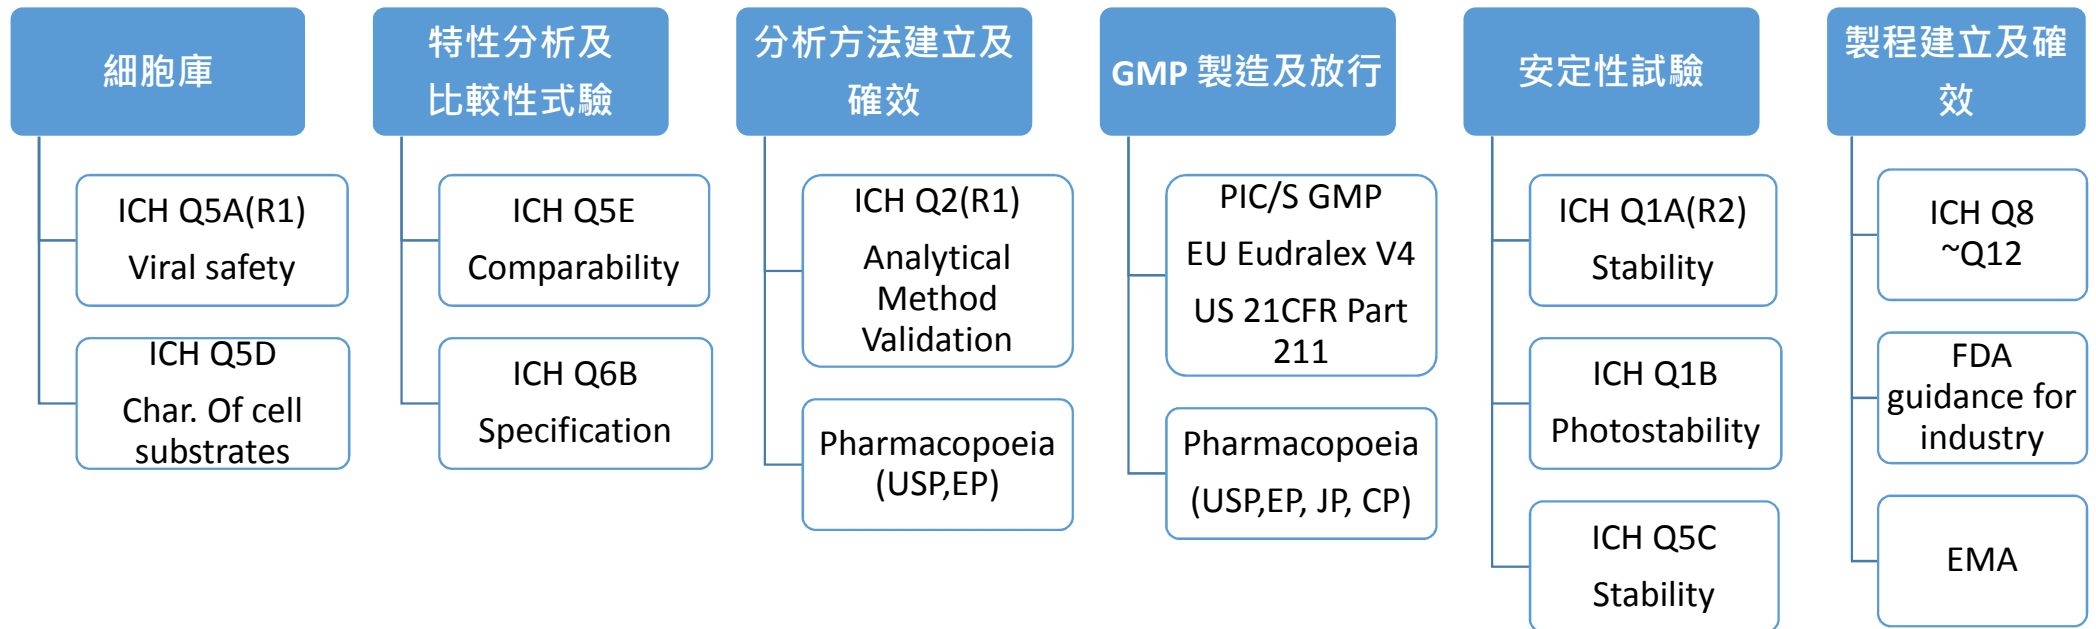 細胞庫
ICH Q5A(R1)
Viral safety
ICH Q5D
Char. Of cell
substrates
特性分析及
比較性式驗
ICH Q5E
Comparability
ICH Q6B
Specification
分析方法建立及
確效
ICH Q2(R1)
Analytical
Method
Validation
Pharmacopoeia
(USP,EP)
GMP 製造及放行
PIC/S GMP
EU Eudralex V4
US 21CFR Part
211
Pharmacopoeia
(USP,EP, JP, CP)
安定性試驗
ICH Q1A(R2)
Stability
ICH Q1B
Photostability
ICH Q5C
Stability
製程建立及確
效
ICH Q8
~Q12
FDA
guidance for
industry
EMA